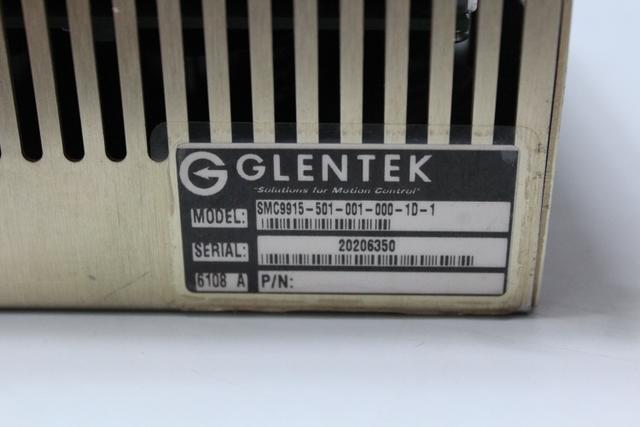 GLENTEK
"Solutions for Motion Control"
MODEL: SMC9915-501-001-000-1D-1
SERIAL: 20206350
6108 A P/N: